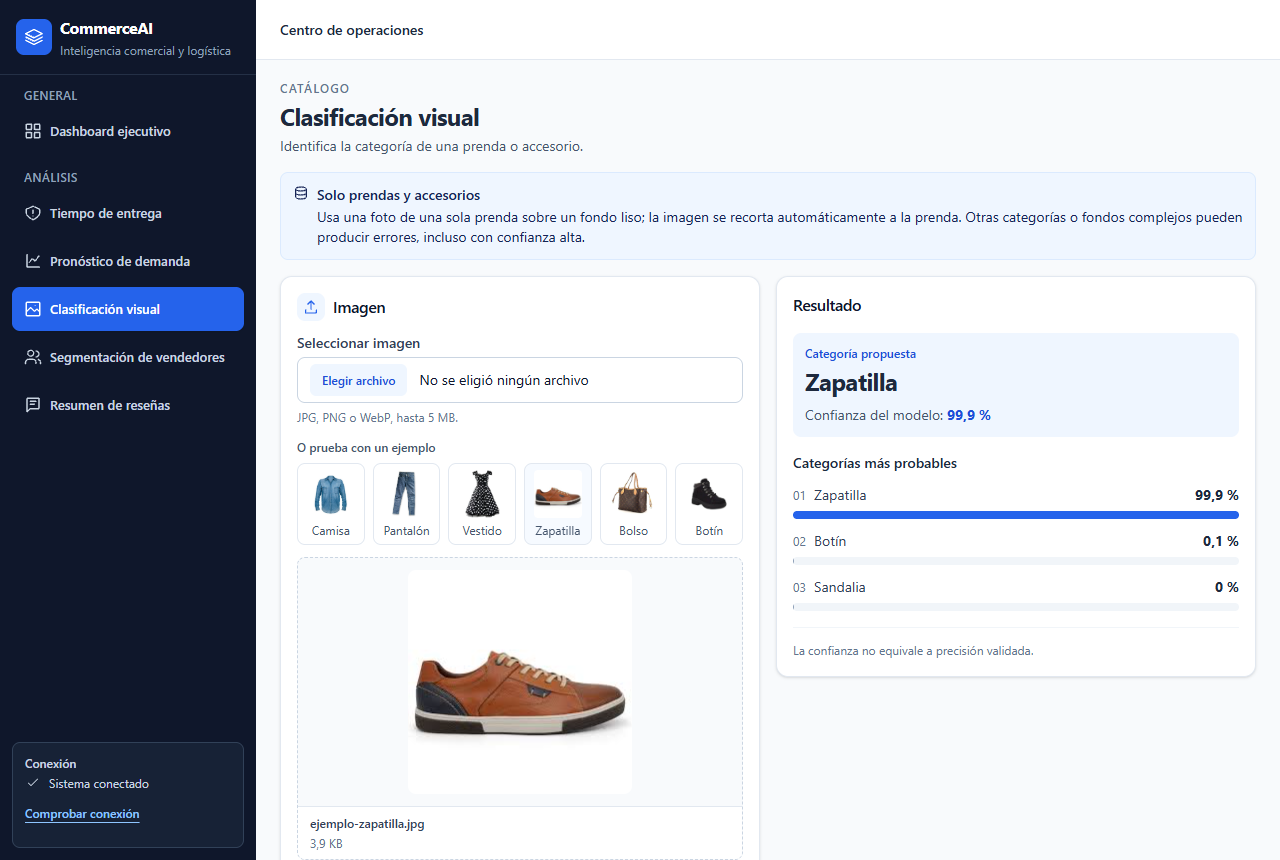 CommerceAI
Inteligencia comercial y logística
GENERAL
Dashboard ejecutivo
ANÁLISIS
Tiempo de entrega
Pronóstico de demanda
Clasificación visual
Segmentación de vendedores
Resumen de reseñas
Conexión
Sistema conectado
Comprobar conexión
Centro de operaciones
CATÁLOGO
Clasificación visual
Identifica la categoría de una prenda o accesorio.
Solo prendas y accesorios
Usa una foto de una sola prenda sobre un fondo liso; la imagen se recorta automáticamente a la prenda. Otras categorías o fondos complejos pueden
producir errores, incluso con confianza alta.
Imagen
Seleccionar imagen
Elegir archivo No se eligió ningún archivo
JPG, PNG o WebP, hasta 5 MB.
O prueba con un ejemplo
Camisa Pantalón Vestido Zapatilla Bolso Botín
ejemplo-zapatilla.jpg
3,9 KB
Resultado
Categoría propuesta
Zapatilla
Confianza del modelo: 99,9 %
Categorías más probables
01 Zapatilla 99,9 %
02 Botín 0,1 %
03 Sandalia 0 %
La confianza no equivale a precisión validada.